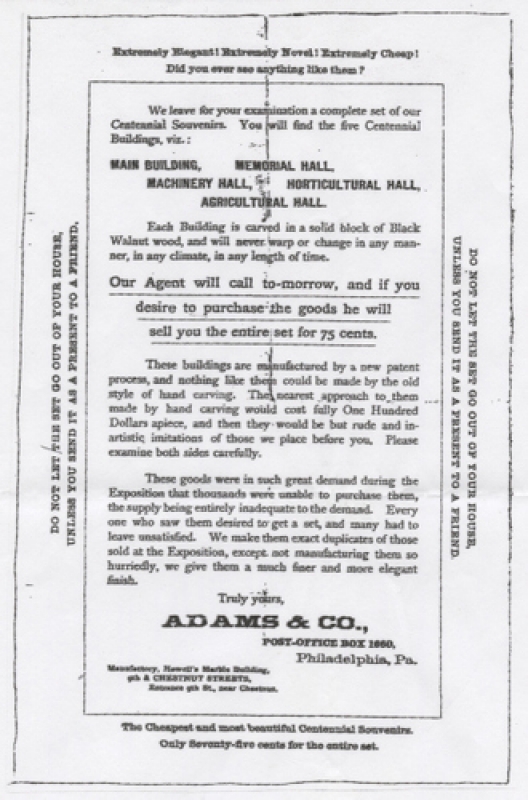 Extremely Elegant! Extremely Novel! Extremely Cheap!
Did you ever see anything like them?
We leave for your examination a complete set of our
Centennial Souvenirs. You will find the five Centennial
Buildings, viz.:
MAIN BUILDING, MEMORIAL HALL,
MACHINERY HALL, HORTICULTURAL HALL,
AGRICULTURAL HALL.
Each Building is carved in a solid block of Black
Walnut wood, and will never warp or change in any man-
ner, in any climate, in any length of time.
Our Agent will call to-morrow, and if you
desire to purchase the goods he will
sell you the entire set for 75 cents.
These buildings are manufactured by a new patent
process, and nothing like them could be made by the old
style of hand carving. The nearest approach to them
made by hand carving would cost fully One Hundred
Dollars apiece, and then they would be but rude and in-
artistic imitations of those we place before you. Please
examine both sides carefully.
These goods were in such great demand during the
Exposition that thousands were unable to purchase them,
the supply being entirely inadequate to the demand. Every
one who saw them desired to get a set, and many had to
leave unsatisfied. We make them exact duplicates of those
sold at the Exposition, except not manufacturing them so
hurriedly, we give them a much finer and more elegant
finish.
Truly yours,
ADAMS & CO.,
POST-OFFICE BOX 1660,
Philadelphia, Pa.
Manufactory, Howell's Marble Building,
9th & CHESTNUT STREETS,
Entrance 9th St., near Chestnut.
The Cheapest and most beautiful Centennial Souvenirs.
Only Seventy-five cents for the entire set.
DO NOT LET THE SET GO OUT OF YOUR HOUSE,
UNLESS YOU SEND IT AS A PRESENT TO A FRIEND.
DO NOT LET THE SET GO OUT OF YOUR HOUSE,
UNLESS YOU SEND IT AS A PRESENT TO A FRIEND.